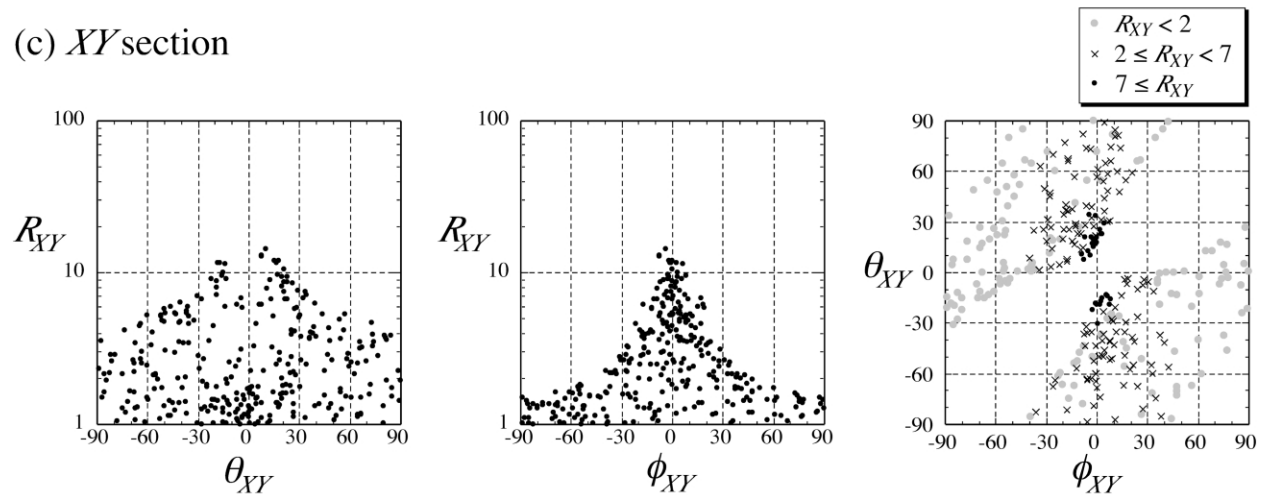 (c) XY section
R_XY < 2
2 ≤ R_XY < 7
7 ≤ R_XY
100
R_XY
10
1
-90 -60 -30 0 30 60 90
θ_XY
100
R_XY
10
1
-90 -60 -30 0 30 60 90
ϕ_XY
90
60
30
θ_XY
0
-30
-60
-90
-90 -60 -30 0 30 60 90
ϕ_XY